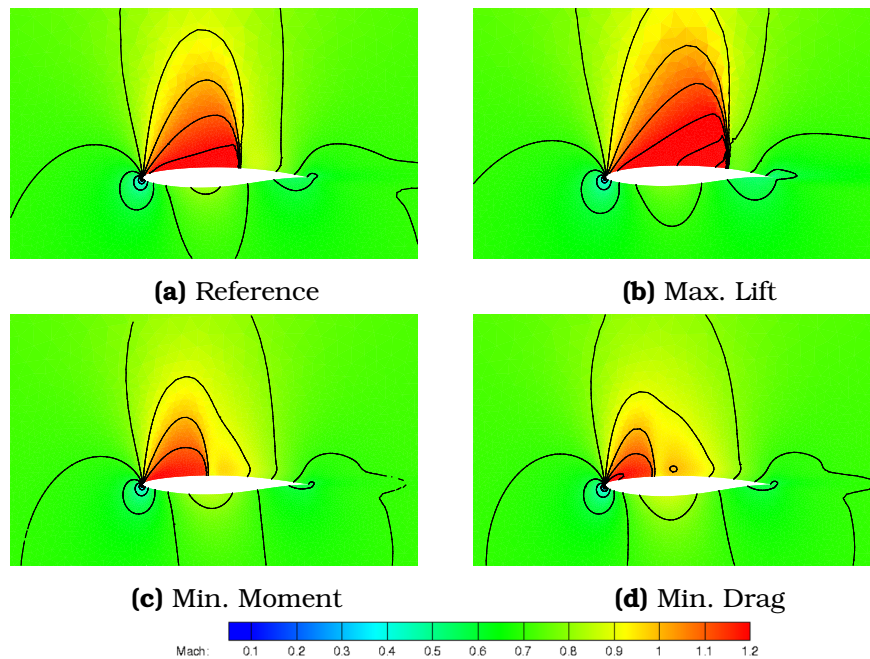 (a) Reference
(b) Max. Lift
(c) Min. Moment
(d) Min. Drag
Mach: 0.1 0.2 0.3 0.4 0.5 0.6 0.7 0.8 0.9 1 1.1 1.2